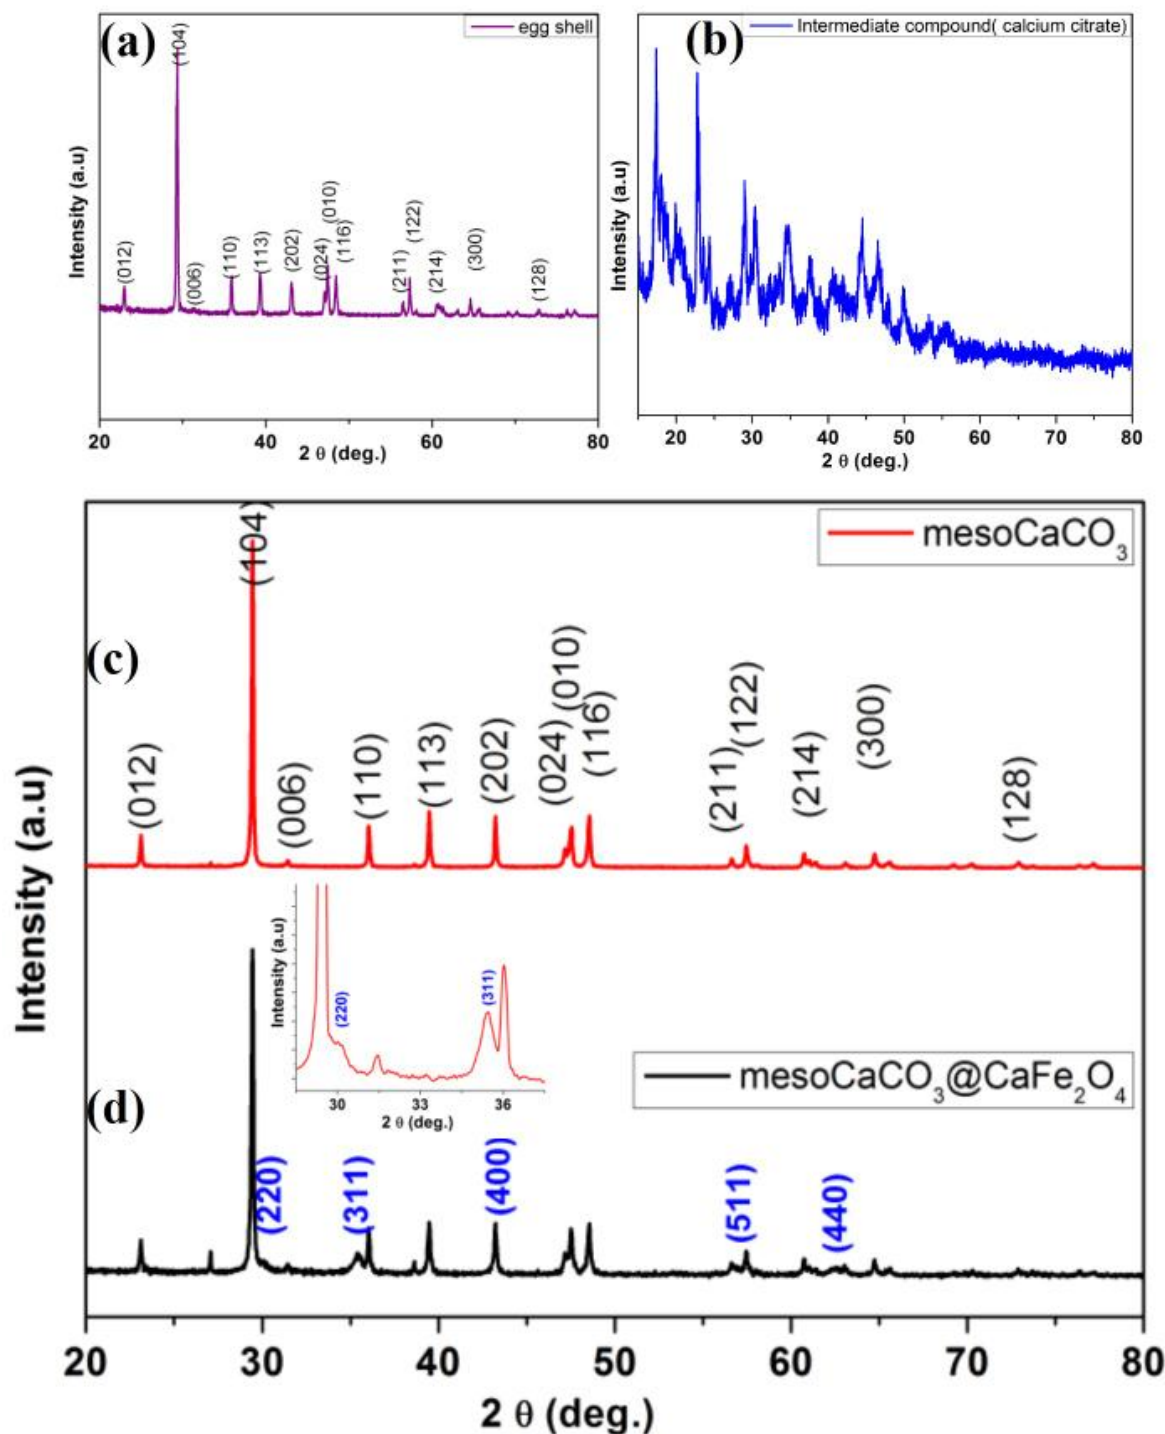 (a)
egg shell
(104)
(012)
(006)
(110)
(113)
(202)
(024)
(010)
(116)
(211)
(122)
(214)
(300)
(128)
Intensity (a.u)
20 40 60 80
2 θ (deg.)
(b)
Intermediate compound( calcium citrate)
Intensity (a.u)
20 30 40 50 60 70 80
2 θ (deg.)
(c)
mesoCaCO3
(104)
(012)
(006)
(110)
(113)
(202)
(024)
(010)
(116)
(211)
(122)
(214)
(300)
(128)
Intensity (a.u)
Intensity (a.u)
(220)
(311)
30 33 36
2 θ (deg.)
(d)
mesoCaCO3@CaFe2O4
(220)
(311)
(400)
(511)
(440)
20 30 40 50 60 70 80
2 θ (deg.)